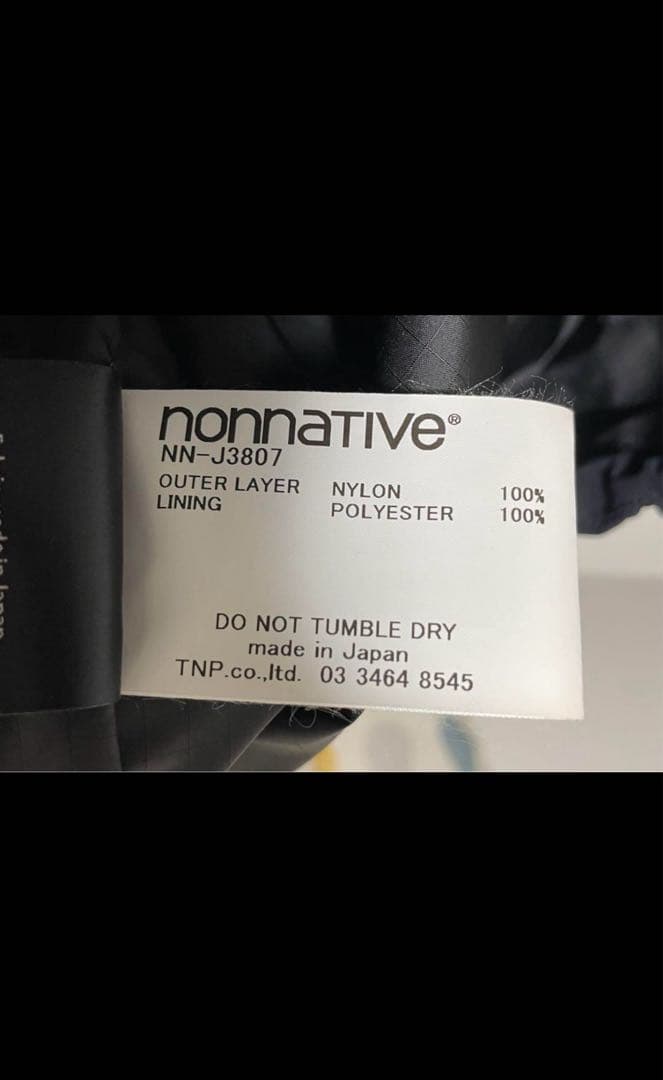 nonnative®
NN-J3807
OUTER LAYER NYLON 100%
LINING POLYESTER 100%
DO NOT TUMBLE DRY
made in Japan
TNP.co.,ltd. 03 3464 8545